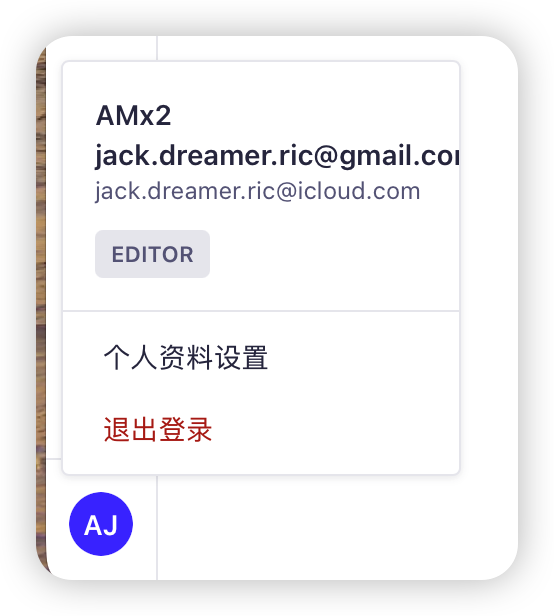 AMx2
jack.dreamer.ric@gmail.co
jack.dreamer.ric@icloud.com
EDITOR
个人资料设置
退出登录
AJ